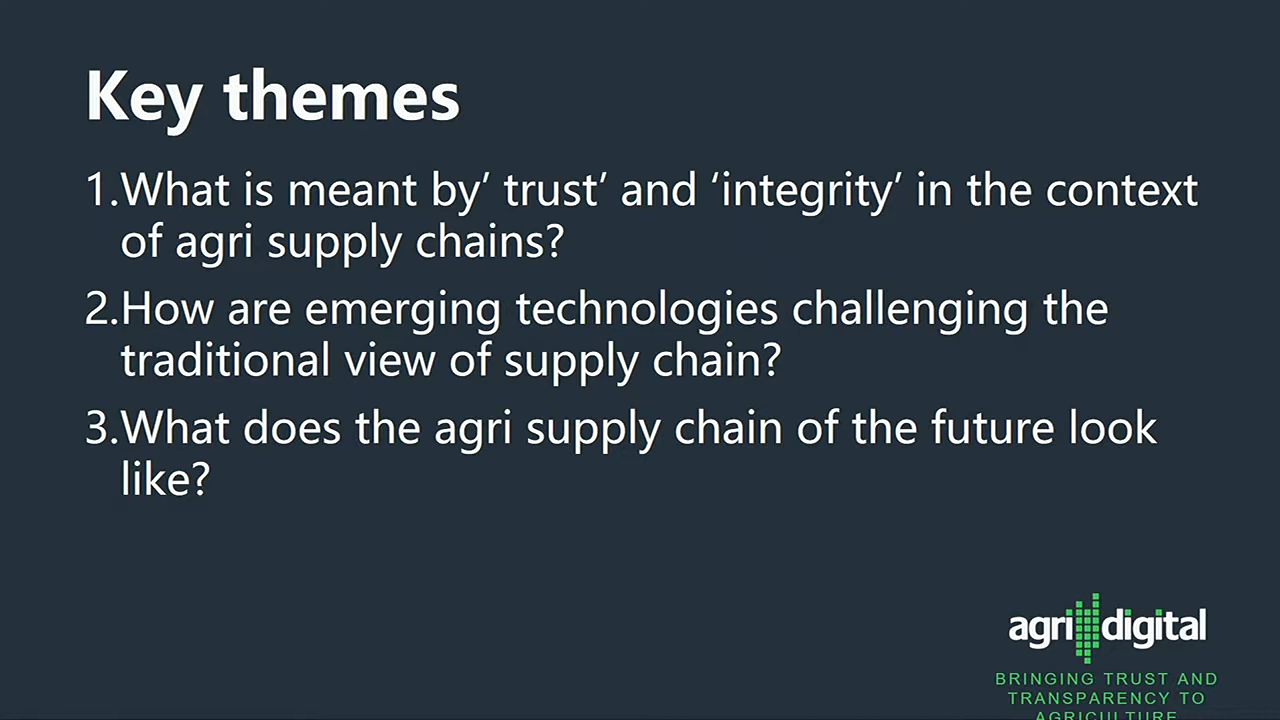 Key themes
1.What is meant by’ trust’ and ‘integrity’ in the context
of agri supply chains?
2.How are emerging technologies challenging the
traditional view of supply chain?
3.What does the agri supply chain of the future look
like?
agri digital
BRINGING TRUST AND
TRANSPARENCY TO
AGRICULTURE